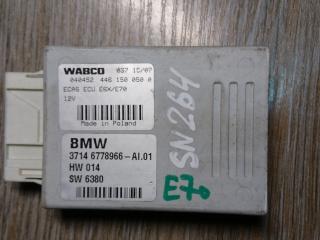 WABCO 037 15/07
040452 446 150 050 0
ECAS ECU E6X/E70
12V
Made in Poland
BMW
3714 6778966-AI.01
HW 014
SW 6380
SN264
E70